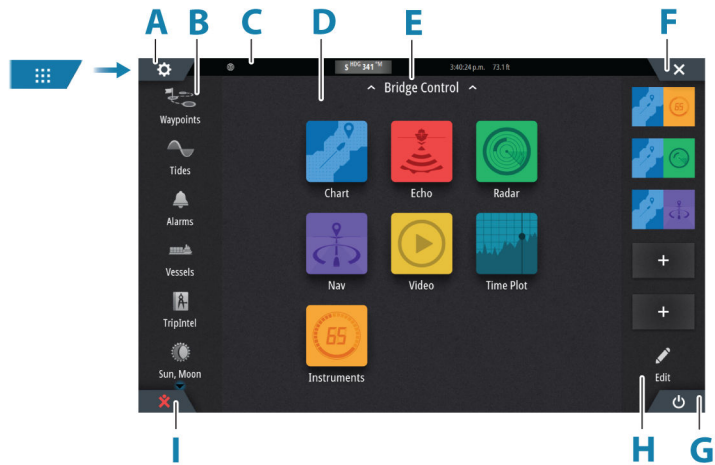 A
B
C
D
E
F
S HDG 341 °M
3:40:24 p.m. 73.1 ft
Bridge Control
Waypoints
Tides
Alarms
Vessels
TripIntel
Sun, Moon
Chart
Echo
Radar
Nav
Video
Time Plot
65
Instruments
65
+
+
Edit
I
H
G